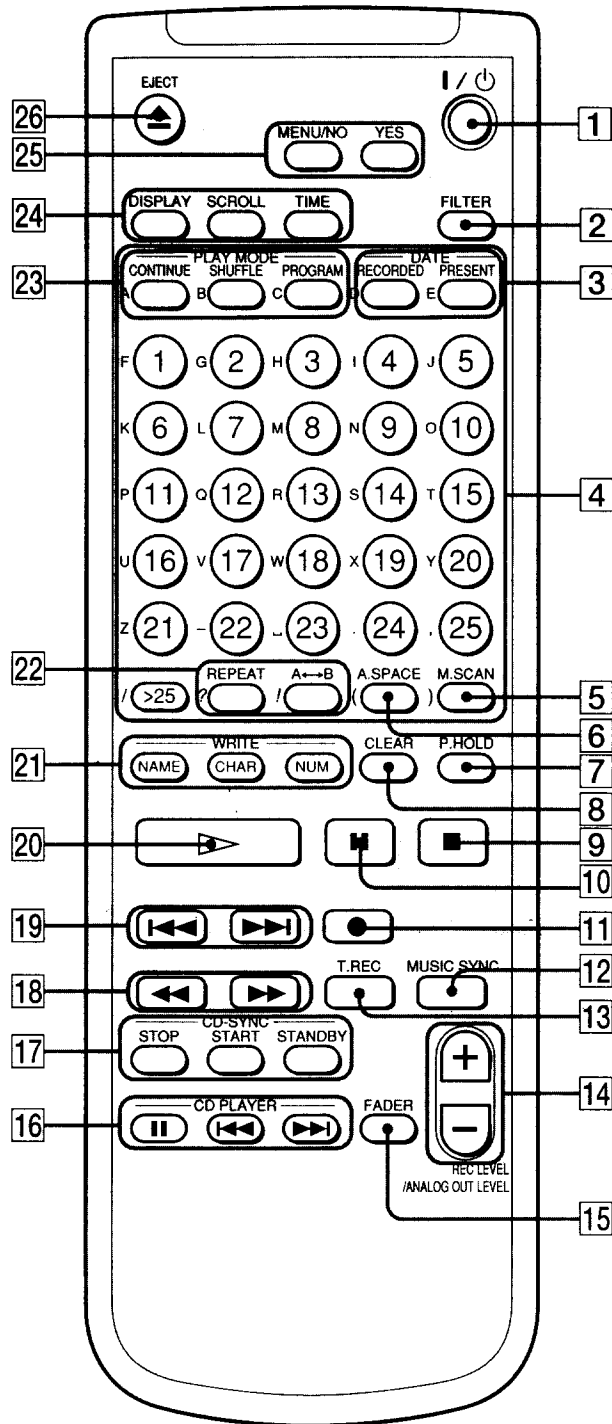 EJECT I / ⏻
26 1
MENU/NO YES
25
DISPLAY SCROLL TIME FILTER
24 2
PLAY MODE DATE
23 CONTINUE SHUFFLE PROGRAM RECORDED PRESENT 3
A B C D E
F 1 G 2 H 3 I 4 J 5
K 6 L 7 M 8 N 9 O 10
P 11 Q 12 R 13 S 14 T 15 4
U 16 V 17 W 18 X 19 Y 20
Z 21 – 22 ⎵ 23 . 24 , 25
22 REPEAT A↔B A.SPACE M.SCAN
/ >25 ? ! ( ) 5
6
WRITE CLEAR P.HOLD
21 NAME CHAR NUM 7
8
20 9
10
19 11
T.REC MUSIC SYNC 12
18 13
CD-SYNC
17 STOP START STANDBY + 14
CD PLAYER FADER
16 –
REC LEVEL
/ANALOG OUT LEVEL
15